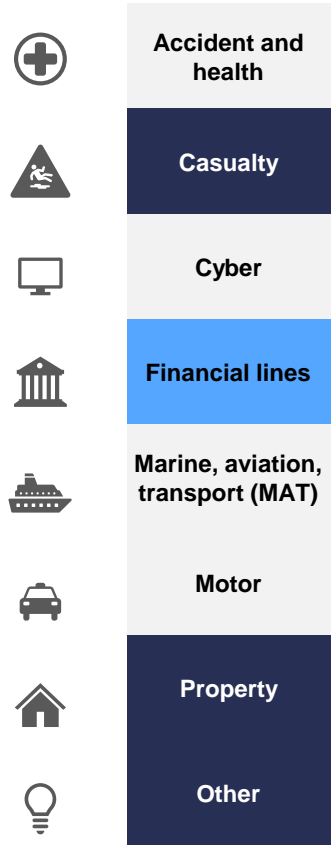 Accident and
health
Casualty
Cyber
Financial lines
Marine, aviation,
transport (MAT)
Motor
Property
Other